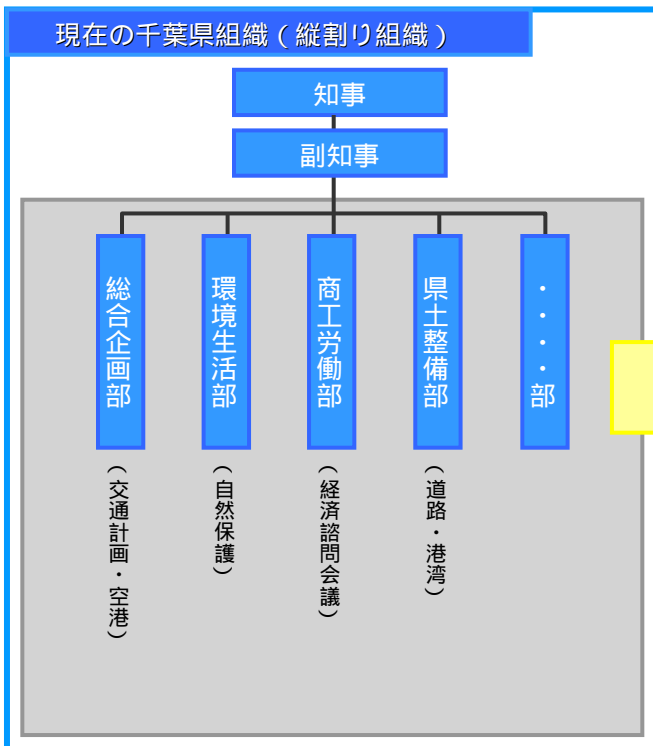 現在の千葉県組織(縦割り組織)
知事
副知事
総合企画部
環境生活部
商工労働部
県土整備部
・・・・部
(交通計画・空港)
(自然保護)
(経済諮問会議)
(道路・港湾)